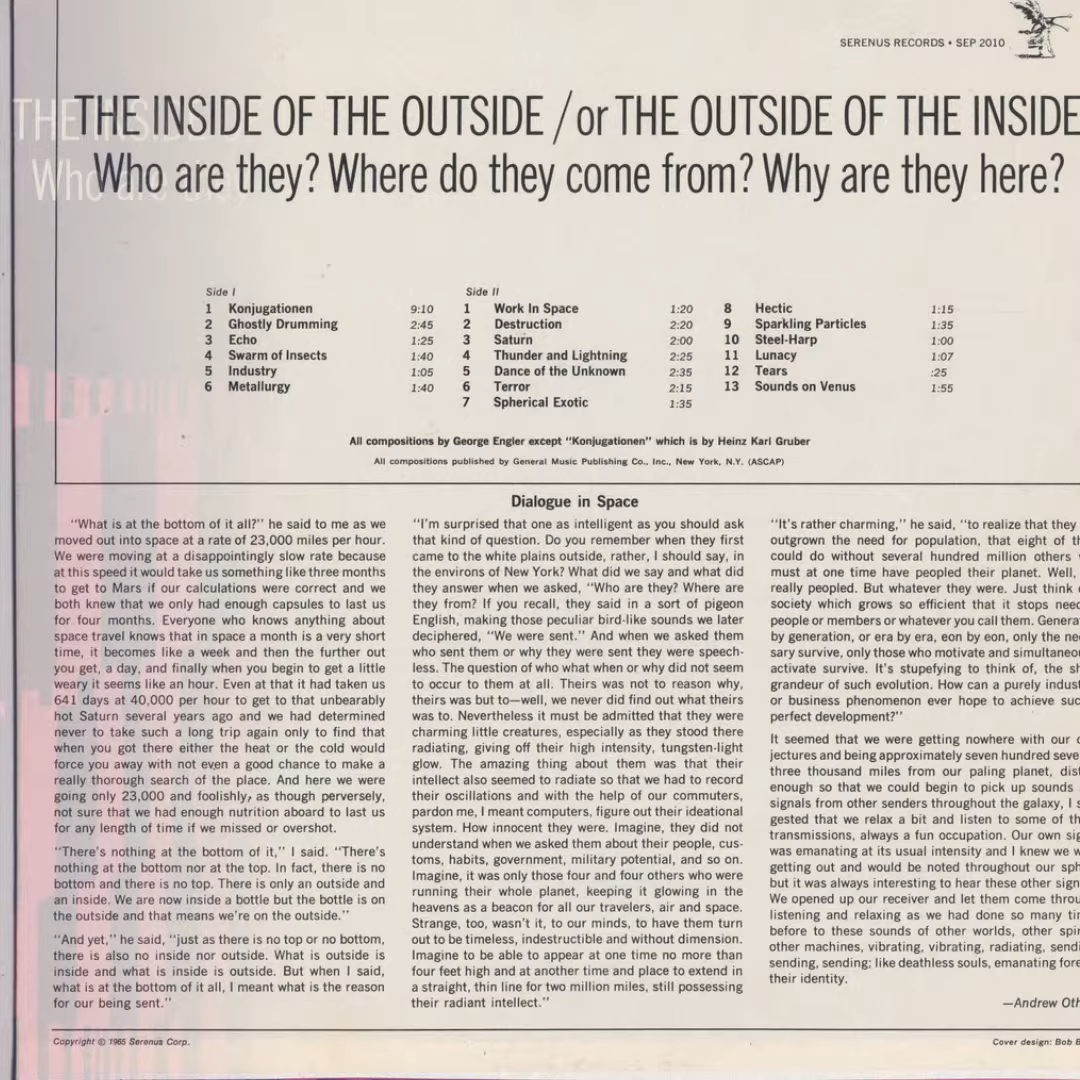 SERENUS RECORDS • SEP 2010
THE INSIDE OF THE OUTSIDE / or THE OUTSIDE OF THE INSIDE
Who are they? Where do they come from? Why are they here?
Side I
1 Konjugationen 9:10
2 Ghostly Drumming 2:45
3 Echo 1:25
4 Swarm of Insects 1:40
5 Industry 1:05
6 Metallurgy 1:40
Side II
1 Work In Space 1:20
2 Destruction 2:20
3 Saturn 2:00
4 Thunder and Lightning 2:25
5 Dance of the Unknown 2:35
6 Terror 2:15
7 Spherical Exotic 1:35
8 Hectic 1:15
9 Sparkling Particles 1:35
10 Steel-Harp 1:00
11 Lunacy 1:07
12 Tears :25
13 Sounds on Venus 1:55
All compositions by George Engler except “Konjugationen” which is by Heinz Karl Gruber
All compositions published by General Music Publishing Co., Inc., New York, N.Y. (ASCAP)
Dialogue in Space
“What is at the bottom of it all?” he said to me as we
moved out into space at a rate of 23,000 miles per hour.
We were moving at a disappointingly slow rate because
at this speed it would take us something like three months
to get to Mars if our calculations were correct and we
both knew that we only had enough capsules to last us
for four months. Everyone who knows anything about
space travel knows that in space a month is a very short
time, it becomes like a week and then the further out
you get, a day, and finally when you begin to get a little
weary it seems like an hour. Even at that it had taken us
641 days at 40,000 per hour to get to that unbearably
hot Saturn several years ago and we had determined
never to take such a long trip again only to find that
when you got there either the heat or the cold would
force you away with not even a good chance to make a
really thorough search of the place. And here we were
going only 23,000 and foolishly, as though perversely,
not sure that we had enough nutrition aboard to last us
for any length of time if we missed or overshot.
“There’s nothing at the bottom of it,” I said. “There’s
nothing at the bottom nor at the top. In fact, there is no
bottom and there is no top. There is only an outside and
an inside. We are now inside a bottle but the bottle is on
the outside and that means we’re on the outside.”
“And yet,” he said, “just as there is no top or no bottom,
there is also no inside nor outside. What is outside is
inside and what is inside is outside. But when I said,
what is at the bottom of it all, I meant what is the reason
for our being sent.”
“I’m surprised that one as intelligent as you should ask
that kind of question. Do you remember when they first
came to the white plains outside, rather, I should say, in
the environs of New York? What did we say and what did
they answer when we asked, “Who are they? Where are
they from? If you recall, they said in a sort of pigeon
English, making those peculiar bird-like sounds we later
deciphered, “We were sent.” And when we asked them
who sent them or why they were sent they were speech-
less. The question of who what when or why did not seem
to occur to them at all. Theirs was not to reason why,
theirs was but to—well, we never did find out what theirs
was to. Nevertheless it must be admitted that they were
charming little creatures, especially as they stood there
radiating, giving off their high intensity, tungsten-light
glow. The amazing thing about them was that their
intellect also seemed to radiate so that we had to record
their oscillations and with the help of our commuters,
pardon me, I meant computers, figure out their ideational
system. How innocent they were. Imagine, they did not
understand when we asked them about their people, cus-
toms, habits, government, military potential, and so on.
Imagine, it was only those four and four others who were
running their whole planet, keeping it glowing in the
heavens as a beacon for all our travelers, air and space.
Strange, too, wasn’t it, to our minds, to have them turn
out to be timeless, indestructible and without dimension.
Imagine to be able to appear at one time no more than
four feet high and at another time and place to extend in
a straight, thin line for two million miles, still possessing
their radiant intellect.”
“It’s rather charming,” he said, “to realize that they
outgrown the need for population, that eight of th
could do without several hundred million others
must at one time have peopled their planet. Well,
really peopled. But whatever they were. Just think
society which grows so efficient that it stops need
people or members or whatever you call them. Genera
by generation, or era by era, eon by eon, only the nec
sary survive, only those who motivate and simultaneo
activate survive. It’s stupefying to think of, the sh
grandeur of such evolution. How can a purely indust
or business phenomenon ever hope to achieve suc
perfect development?”
It seemed that we were getting nowhere with our c
jectures and being approximately seven hundred seve
three thousand miles from our paling planet, dist
enough so that we could begin to pick up sounds
signals from other senders throughout the galaxy, I s
gested that we relax a bit and listen to some of th
transmissions, always a fun occupation. Our own sig
was emanating at its usual intensity and I knew we w
getting out and would be noted throughout our sph
but it was always interesting to hear these other sign
We opened up our receiver and let them come throu
listening and relaxing as we had done so many tim
before to these sounds of other worlds, other spir
other machines, vibrating, vibrating, radiating, sendi
sending, sending; like deathless souls, emanating fore
their identity.
—Andrew Oth
Copyright © 1965 Serenus Corp.
Cover design: Bob B